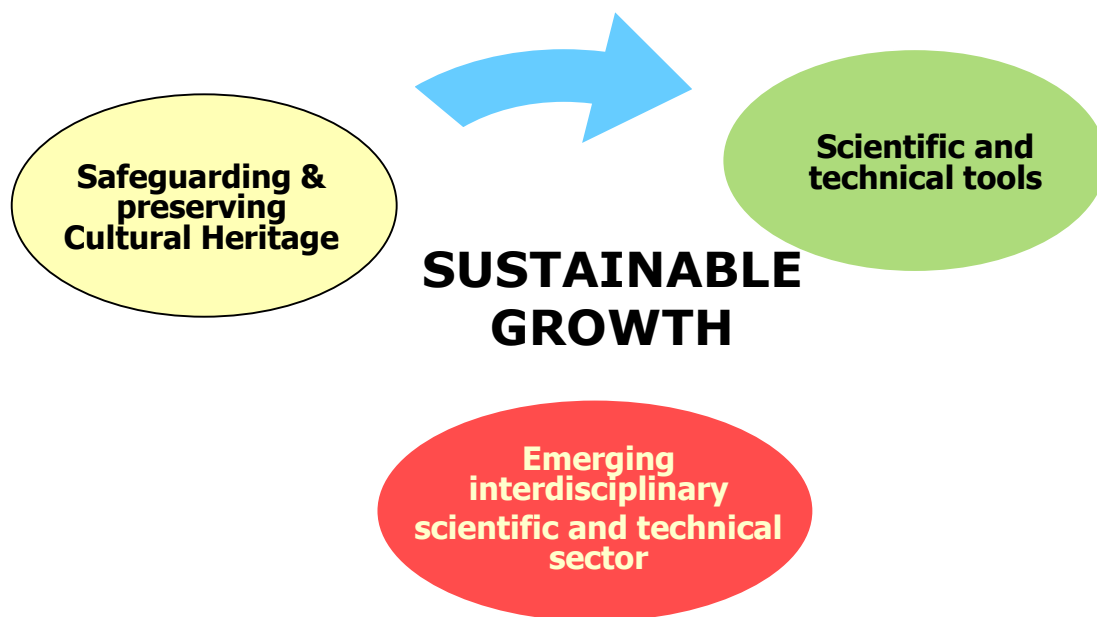 Safeguarding &
preserving
Cultural Heritage
Scientific and
technical tools
SUSTAINABLE
GROWTH
Emerging
interdisciplinary
scientific and technical
sector